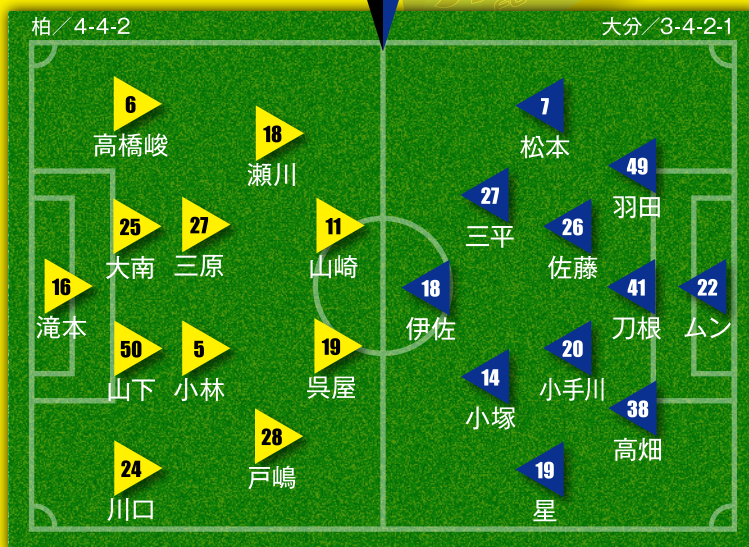 柏／4-4-2
大分／3-4-2-1
6
高橋峻
18
瀬川
25
大南
27
三原
11
山崎
16
滝本
50
山下
5
小林
19
呉屋
28
戸嶋
24
川口
7
松本
49
羽田
27
三平
26
佐藤
18
伊佐
41
刀根
22
ムン
14
小塚
20
小手川
38
高畑
19
星